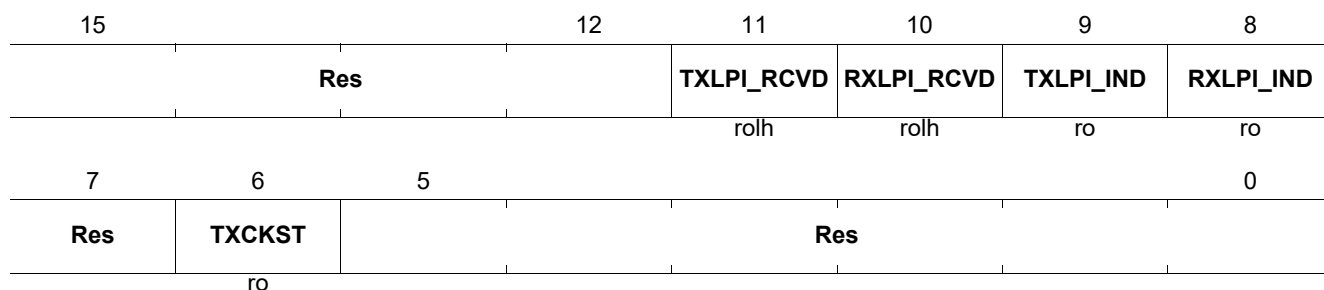 15 12 11 10 9 8
Res TXLPI_RCVD RXLPI_RCVD TXLPI_IND RXLPI_IND
rolh rolh ro ro
7 6 5 0
Res TXCKST Res
ro